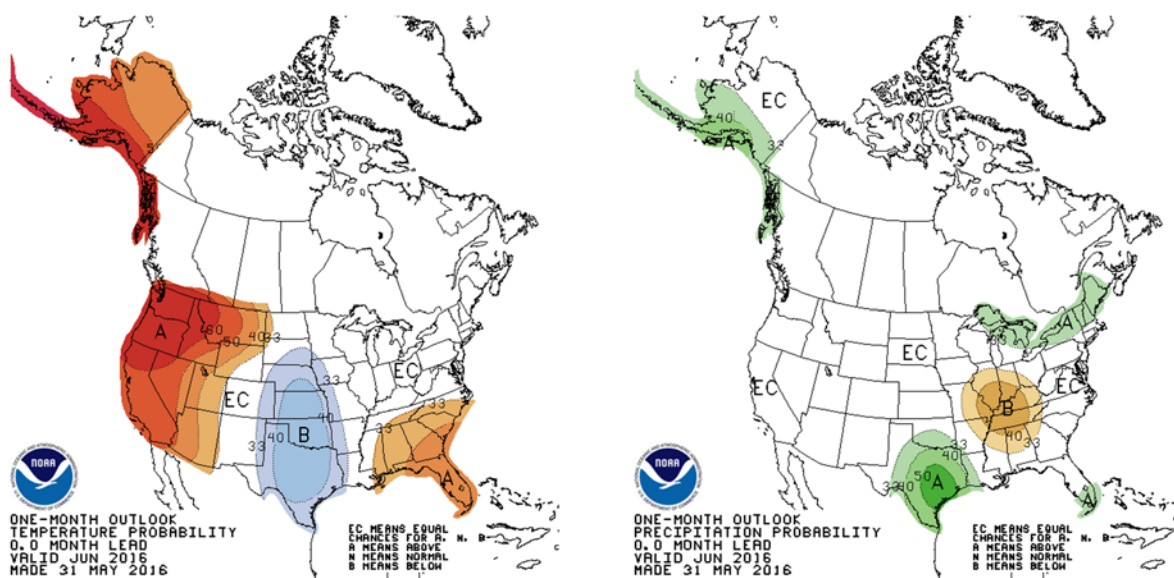 A
60
50
40
33
5
EC
33
40
B
33
40
33
EC
33
33
A
NOAA
ONE-MONTH OUTLOOK
TEMPERATURE PROBABILITY
0.0 MONTH LEAD
VALID JUN 2016
MADE 31 MAY 2016
EC MEANS EQUAL
CHANCES FOR A, N, B
A MEANS ABOVE
N MEANS NORMAL
B MEANS BELOW
EC
40
A
33
A
33
EC
EC
EC
B
40
33
33
40
50
A
33
40
A
NOAA
ONE-MONTH OUTLOOK
PRECIPITATION PROBABILITY
0.0 MONTH LEAD
VALID JUN 2016
MADE 31 MAY 2016
EC MEANS EQUAL
CHANCES FOR A, N, B
A MEANS ABOVE
N MEANS NORMAL
B MEANS BELOW